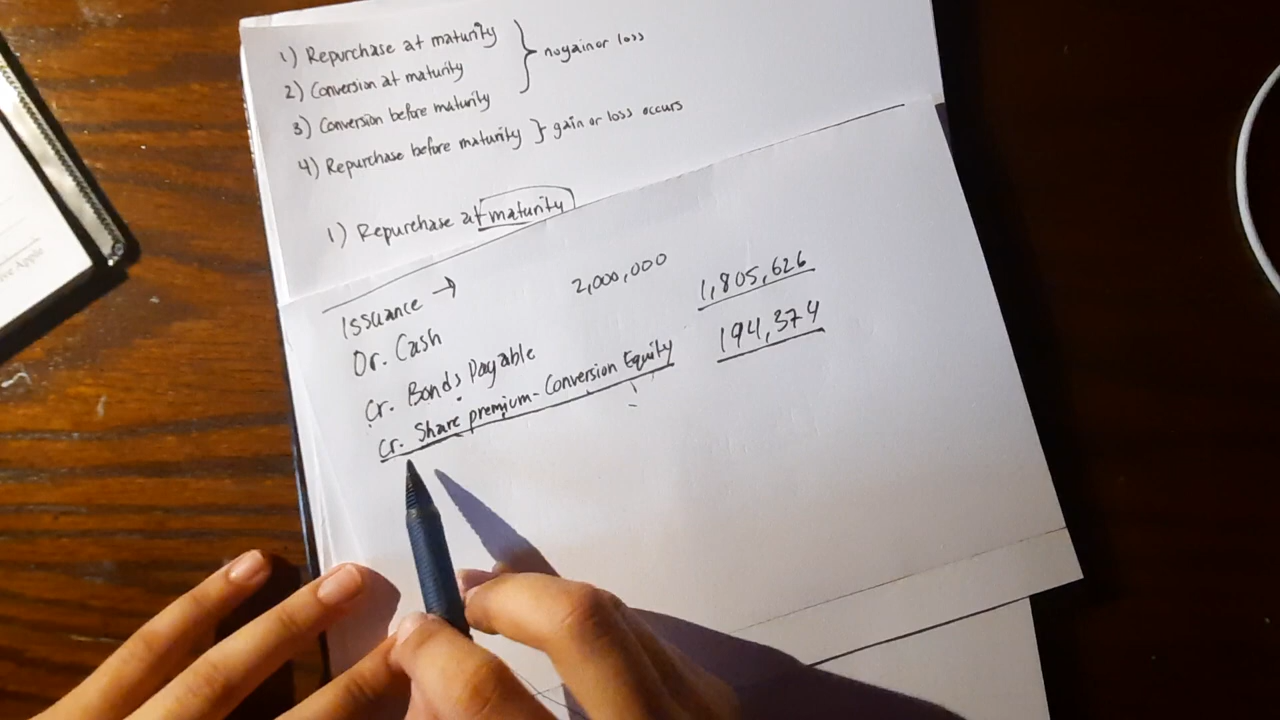 1) Repurchase at maturity
2) Conversion at maturity
3) Conversion before maturity
no gain or loss
4) Repurchase before maturity
gain or loss occurs
1) Repurchase at maturity
Issuance →
Dr. Cash 2,000,000
Cr. Bonds Payable 1,805,626
Cr. Share premium - Conversion Equity 194,374
Apple